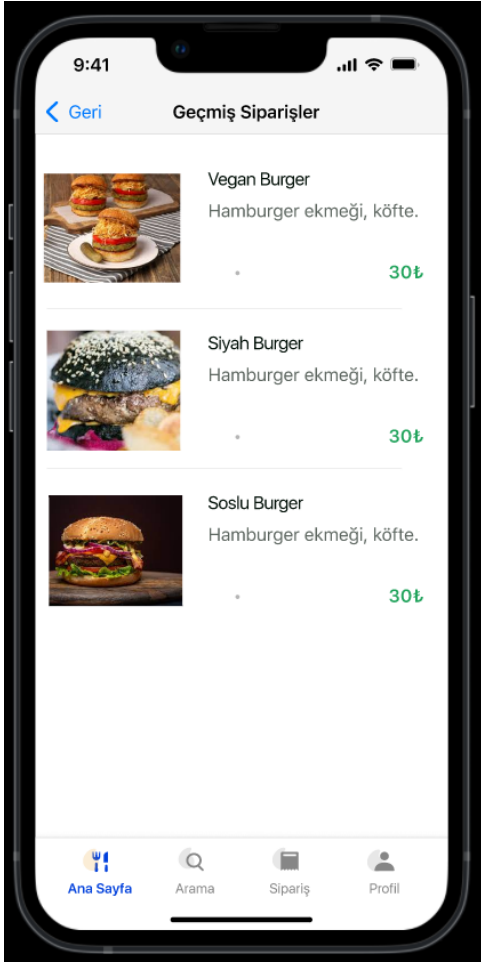 9:41
Geri
Geçmiş Siparişler
Vegan Burger
Hamburger ekmeği, köfte.
30₺
Siyah Burger
Hamburger ekmeği, köfte.
30₺
Soslu Burger
Hamburger ekmeği, köfte.
30₺
Ana Sayfa
Arama
Sipariş
Profil